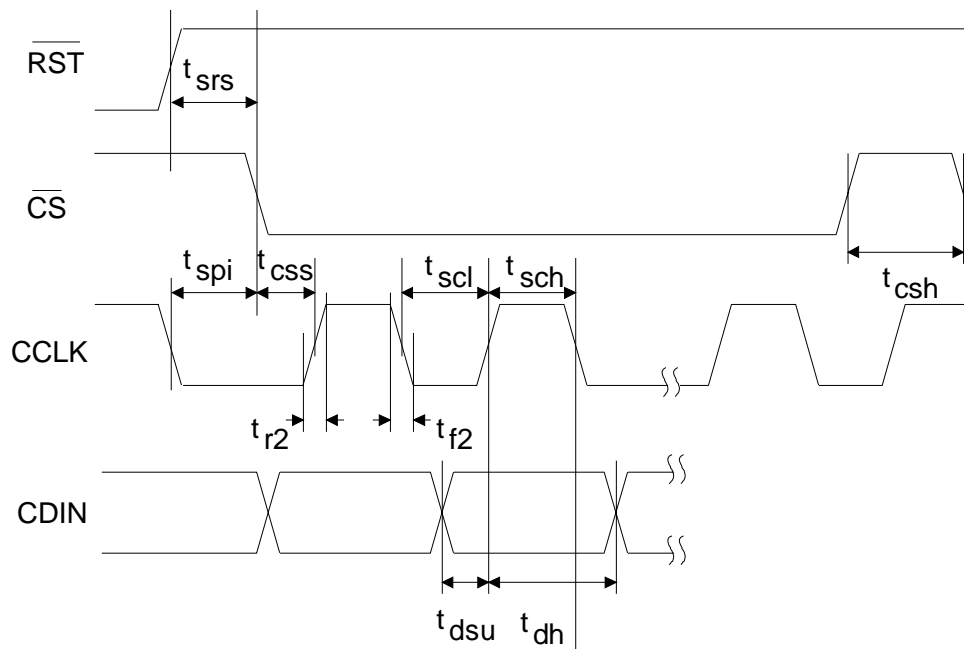 RST
t srs
CS
t spi
t css
t scl
t sch
t csh
CCLK
t r2
t f2
CDIN
t dsu
t dh